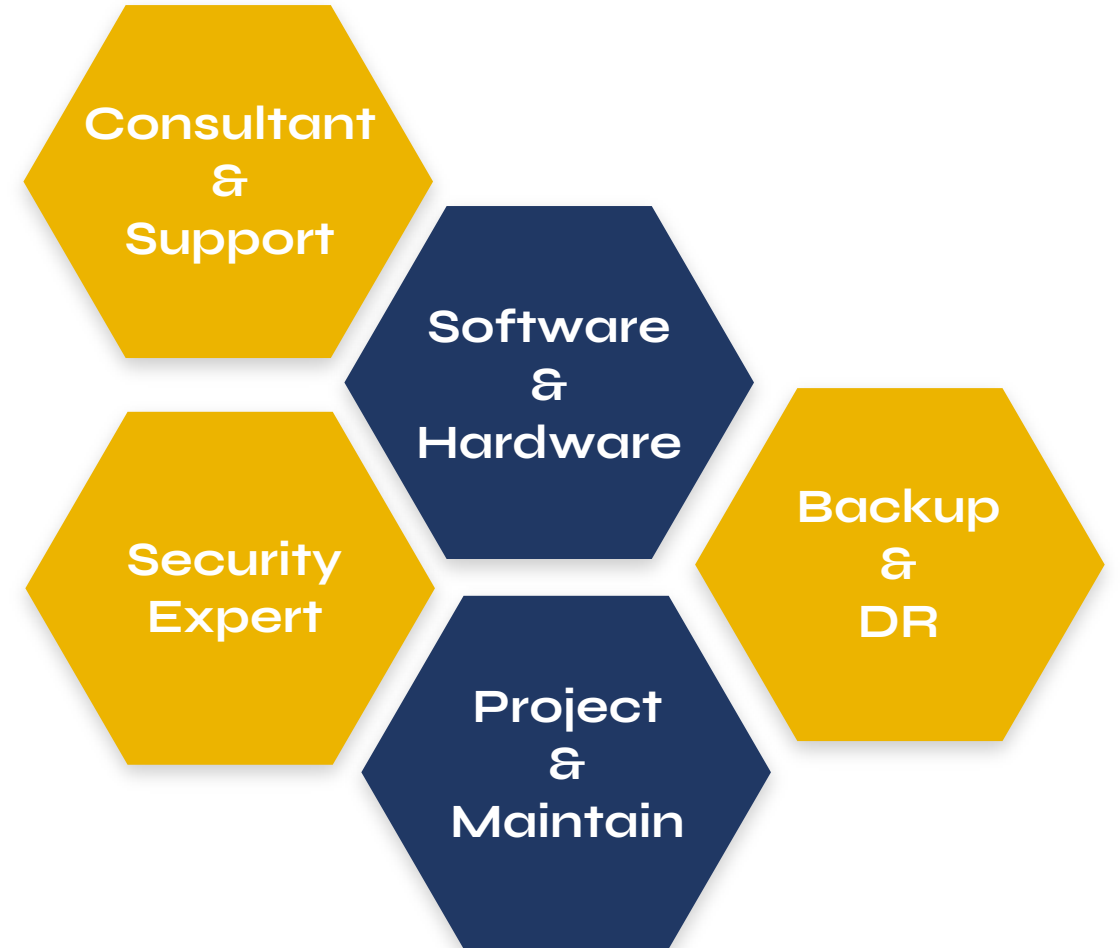 Consultant
&
Support
Software
&
Hardware
Security
Expert
Backup
&
DR
Project
&
Maintain